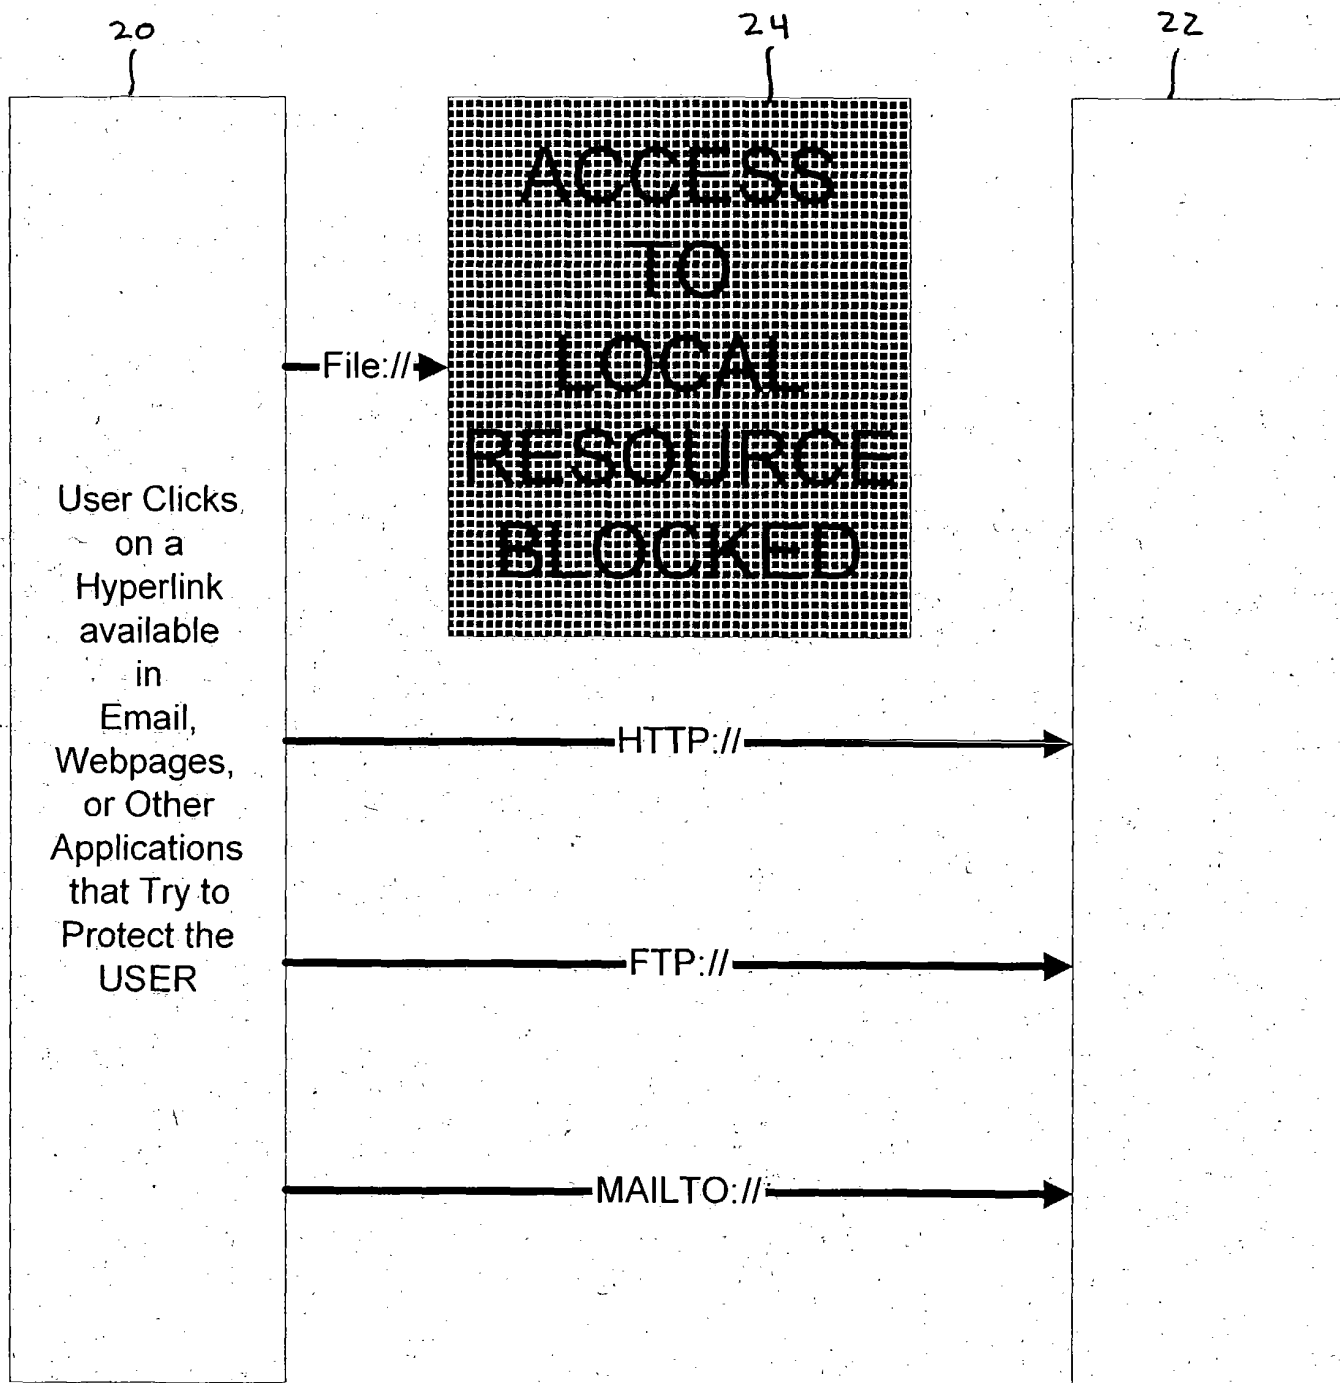 20
24
22
ACCESS
TO
LOCAL
RESOURCE
BLOCKED
File://
User Clicks
on a
Hyperlink
available
in
Email,
Webpages,
or Other
Applications
that Try to
Protect the
USER
HTTP://
FTP://
MAILTO://